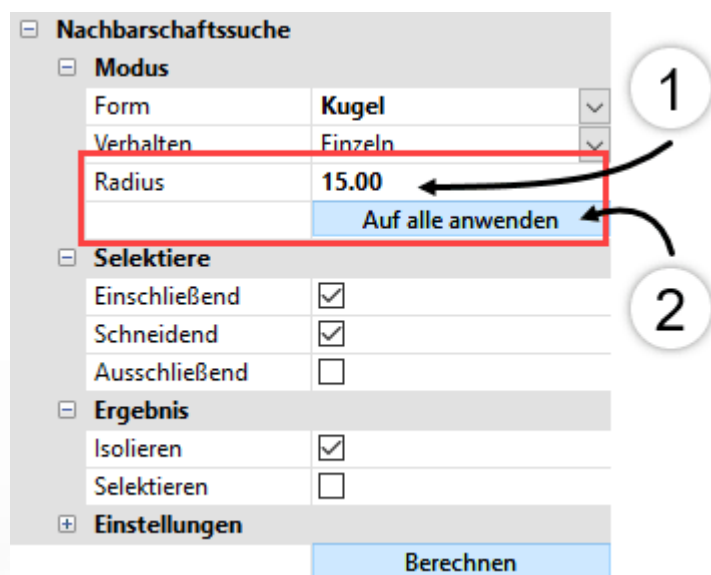 Nachbarschaftssuche
Modus
Form Kugel
Verhalten Einzeln
Radius 15.00
Auf alle anwenden
Selektiere
Einschließend
Schneidend
Ausschließend
Ergebnis
Isolieren
Selektieren
Einstellungen
Berechnen
1
2